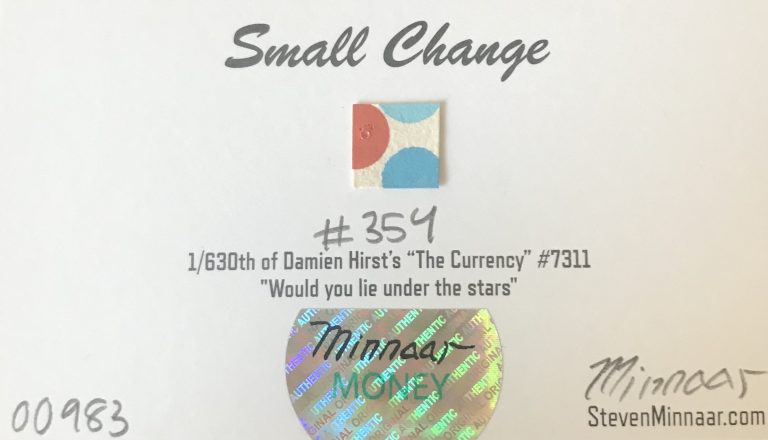 Small Change
#354
1/630th of Damien Hirst's "The Currency" #7311
"Would you lie under the stars"
Minnaar
MONEY
00983
Minnaar
StevenMinnaar.com